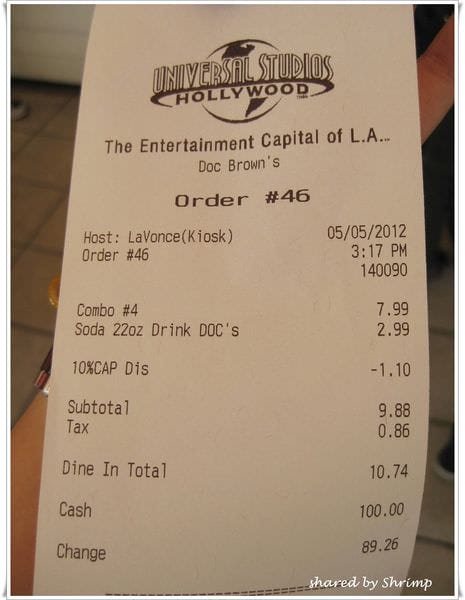 UNIVERSAL STUDIOS
HOLLYWOOD
The Entertainment Capital of L.A...
Doc Brown's
Order #46
Host: LaVonce(Kiosk) 05/05/2012
Order #46 3:17 PM
140090
Combo #4 7.99
Soda 22oz Drink DOC's 2.99
10%CAP Dis -1.10
Subtotal 9.88
Tax 0.86
Dine In Total 10.74
Cash 100.00
Change 89.26
shared by Shrimp